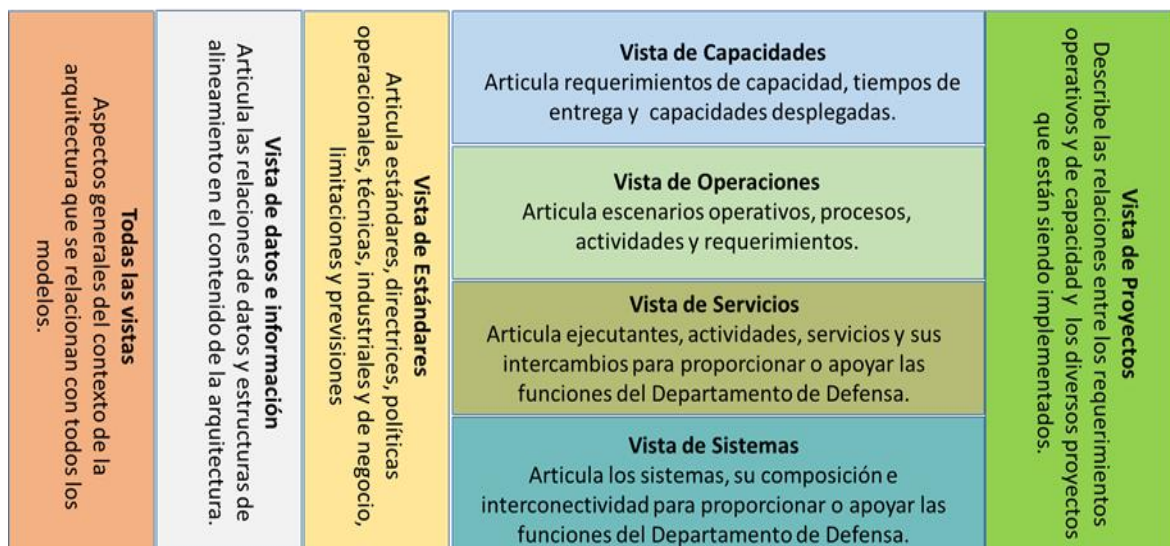 Todas las vistas
Aspectos generales del contexto de la
arquitectura que se relacionan con todos los
modelos.
Vista de datos e información
Articula las relaciones de datos y estructuras de
alineamiento en el contenido de la arquitectura.
Vista de Estándares
Articula estándares, directrices, políticas
operacionales, técnicas, industriales y de negocio,
limitaciones y previsiones
Vista de Capacidades
Articula requerimientos de capacidad, tiempos de
entrega y capacidades desplegadas.
Vista de Operaciones
Articula escenarios operativos, procesos,
actividades y requerimientos.
Vista de Servicios
Articula ejecutantes, actividades, servicios y sus
intercambios para proporcionar o apoyar las
funciones del Departamento de Defensa.
Vista de Sistemas
Articula los sistemas, su composición e
interconectividad para proporcionar o apoyar las
funciones del Departamento de Defensa.
Vista de Proyectos
Describe las relaciones entre los requerimientos
operativos y de capacidad y los diversos proyectos
que están siendo implementados.